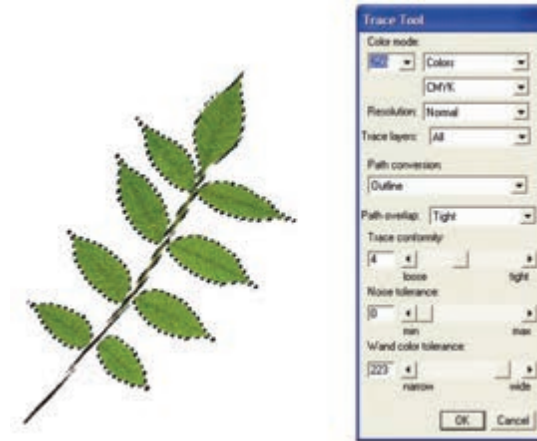 Trace Tool
Color mode:
250 Colors
CMYK
Resolution: Normal
Trace layers: All
Path conversion:
Outline
Path overlap: Tight
Trace conformity:
4
loose tight
Noise tolerance:
0
min max
Wand color tolerance:
223
narrow wide
OK Cancel